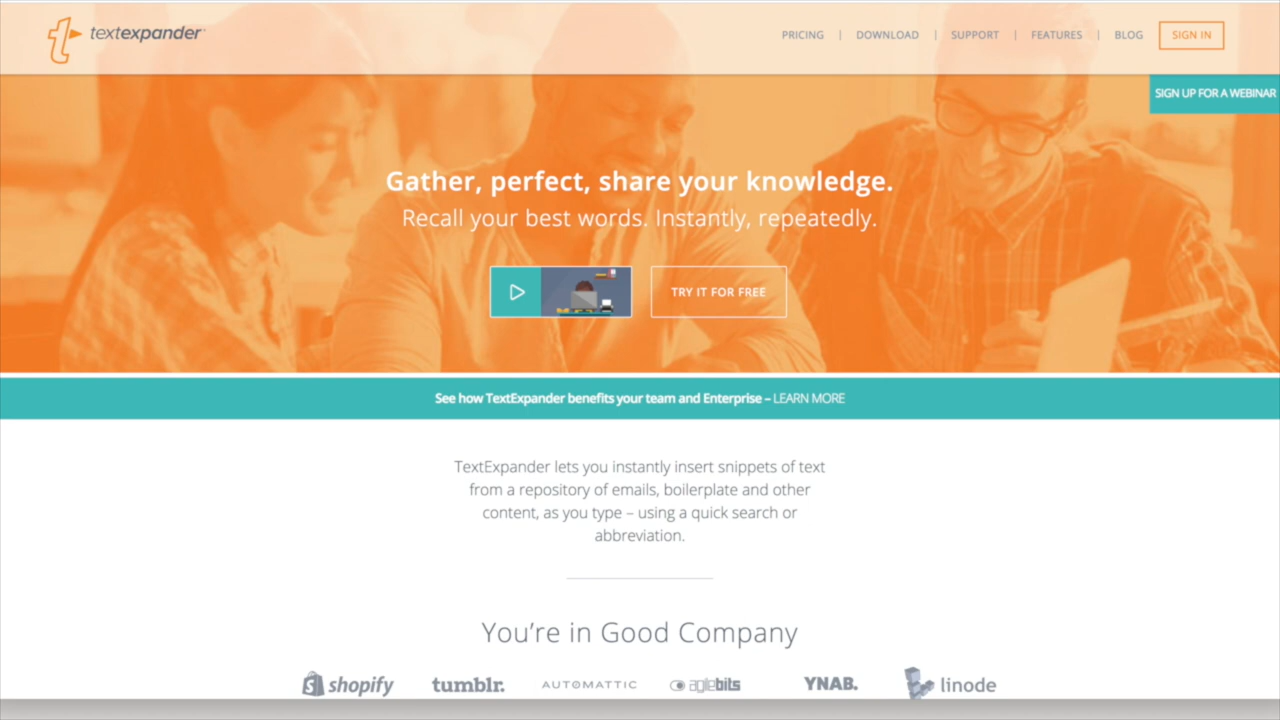 textexpander
PRICING | DOWNLOAD | SUPPORT | FEATURES | BLOG SIGN IN
SIGN UP FOR A WEBINAR
Gather, perfect, share your knowledge.
Recall your best words. Instantly, repeatedly.
TRY IT FOR FREE
See how TextExpander benefits your team and Enterprise – LEARN MORE
TextExpander lets you instantly insert snippets of text
from a repository of emails, boilerplate and other
content, as you type – using a quick search or
abbreviation.
You're in Good Company
shopify tumblr. AUTOMATTIC agilebits YNAB. linode